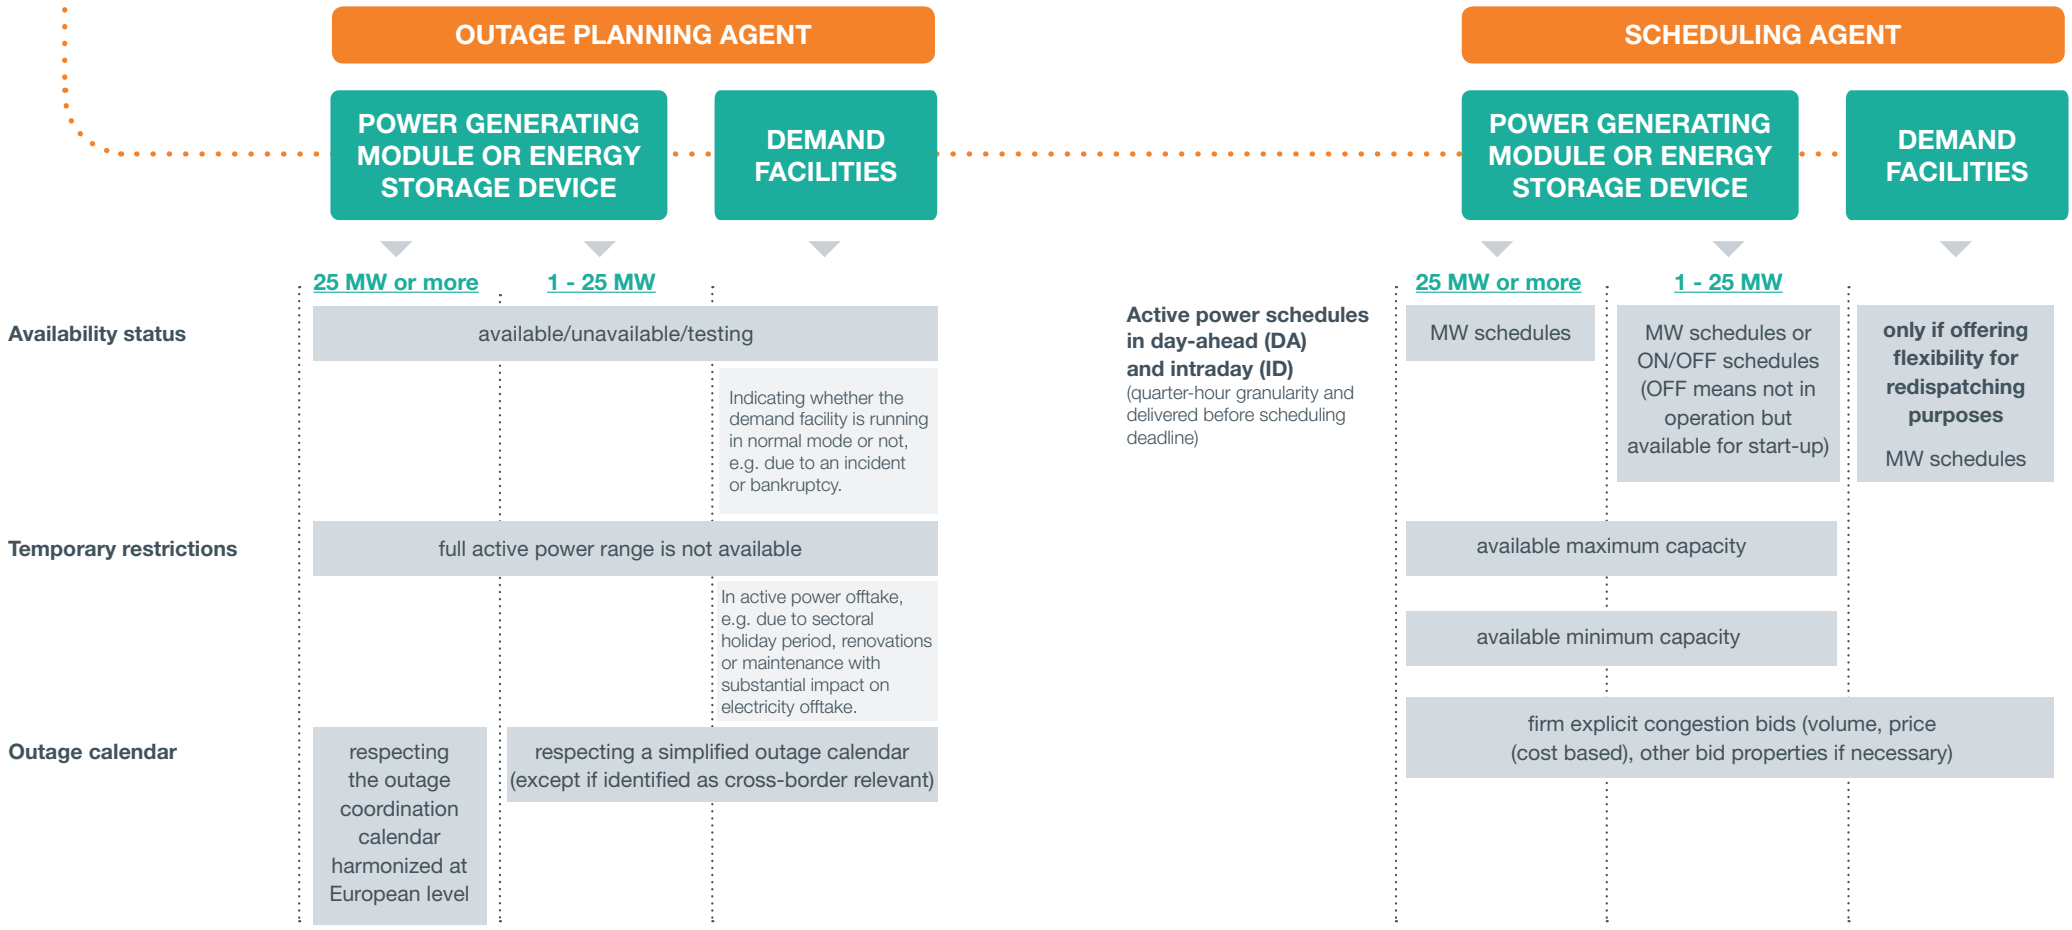 OUTAGE PLANNING AGENT
POWER GENERATING
MODULE OR ENERGY
STORAGE DEVICE
DEMAND
FACILITIES
25 MW or more
1 - 25 MW
Availability status
available/unavailable/testing
Indicating whether the
demand facility is running
in normal mode or not,
e.g. due to an incident
or bankruptcy.
Temporary restrictions
full active power range is not available
In active power offtake,
e.g. due to sectoral
holiday period, renovations
or maintenance with
substantial impact on
electricity offtake.
Outage calendar
respecting
the outage
coordination
calendar
harmonized at
European level
respecting a simplified outage calendar
(except if identified as cross-border relevant)
SCHEDULING AGENT
POWER GENERATING
MODULE OR ENERGY
STORAGE DEVICE
DEMAND
FACILITIES
25 MW or more
1 - 25 MW
Active power schedules
in day-ahead (DA)
and intraday (ID)
(quarter-hour granularity and
delivered before scheduling
deadline)
MW schedules
MW schedules or
ON/OFF schedules
(OFF means not in
operation but
available for start-up)
only if offering
flexibility for
redispatching
purposes
MW schedules
available maximum capacity
available minimum capacity
firm explicit congestion bids (volume, price
(cost based), other bid properties if necessary)